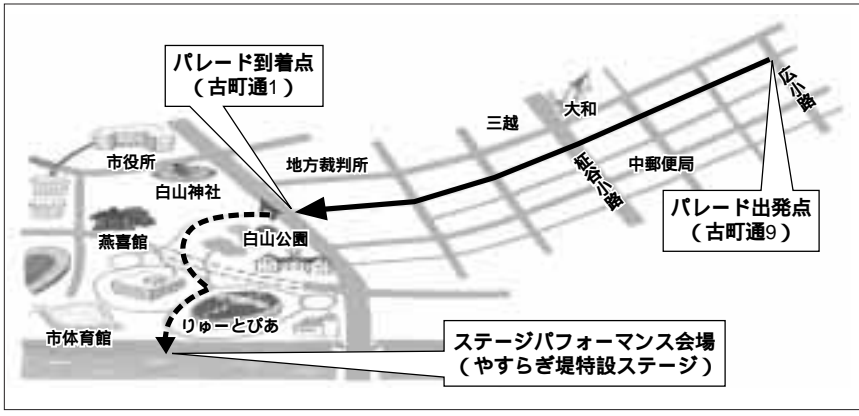 パレード到着点
(古町通1)
広小路
大和
三越
市役所
地方裁判所
中郵便局
柾谷小路
白山神社
パレード出発点
(古町通9)
燕喜館
白山公園
りゅーとぴあ
市体育館
ステージパフォーマンス会場
(やすらぎ堤特設ステージ)